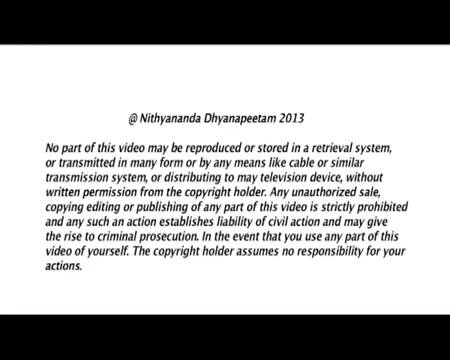 @ Nithyananda Dhyanapeetam 2013
No part of this video may be reproduced or stored in a retrieval system,
or transmitted in many form or by any means like cable or similar
transmission system, or distributing to may television device, without
written permission from the copyright holder. Any unauthorized sale,
copying editing or publishing of any part of this video is strictly prohibited
and any such an action establishes liability of civil action and may give
the rise to criminal prosecution. In the event that you use any part of this
video of yourself. The copyright holder assumes no responsibility for your
actions.